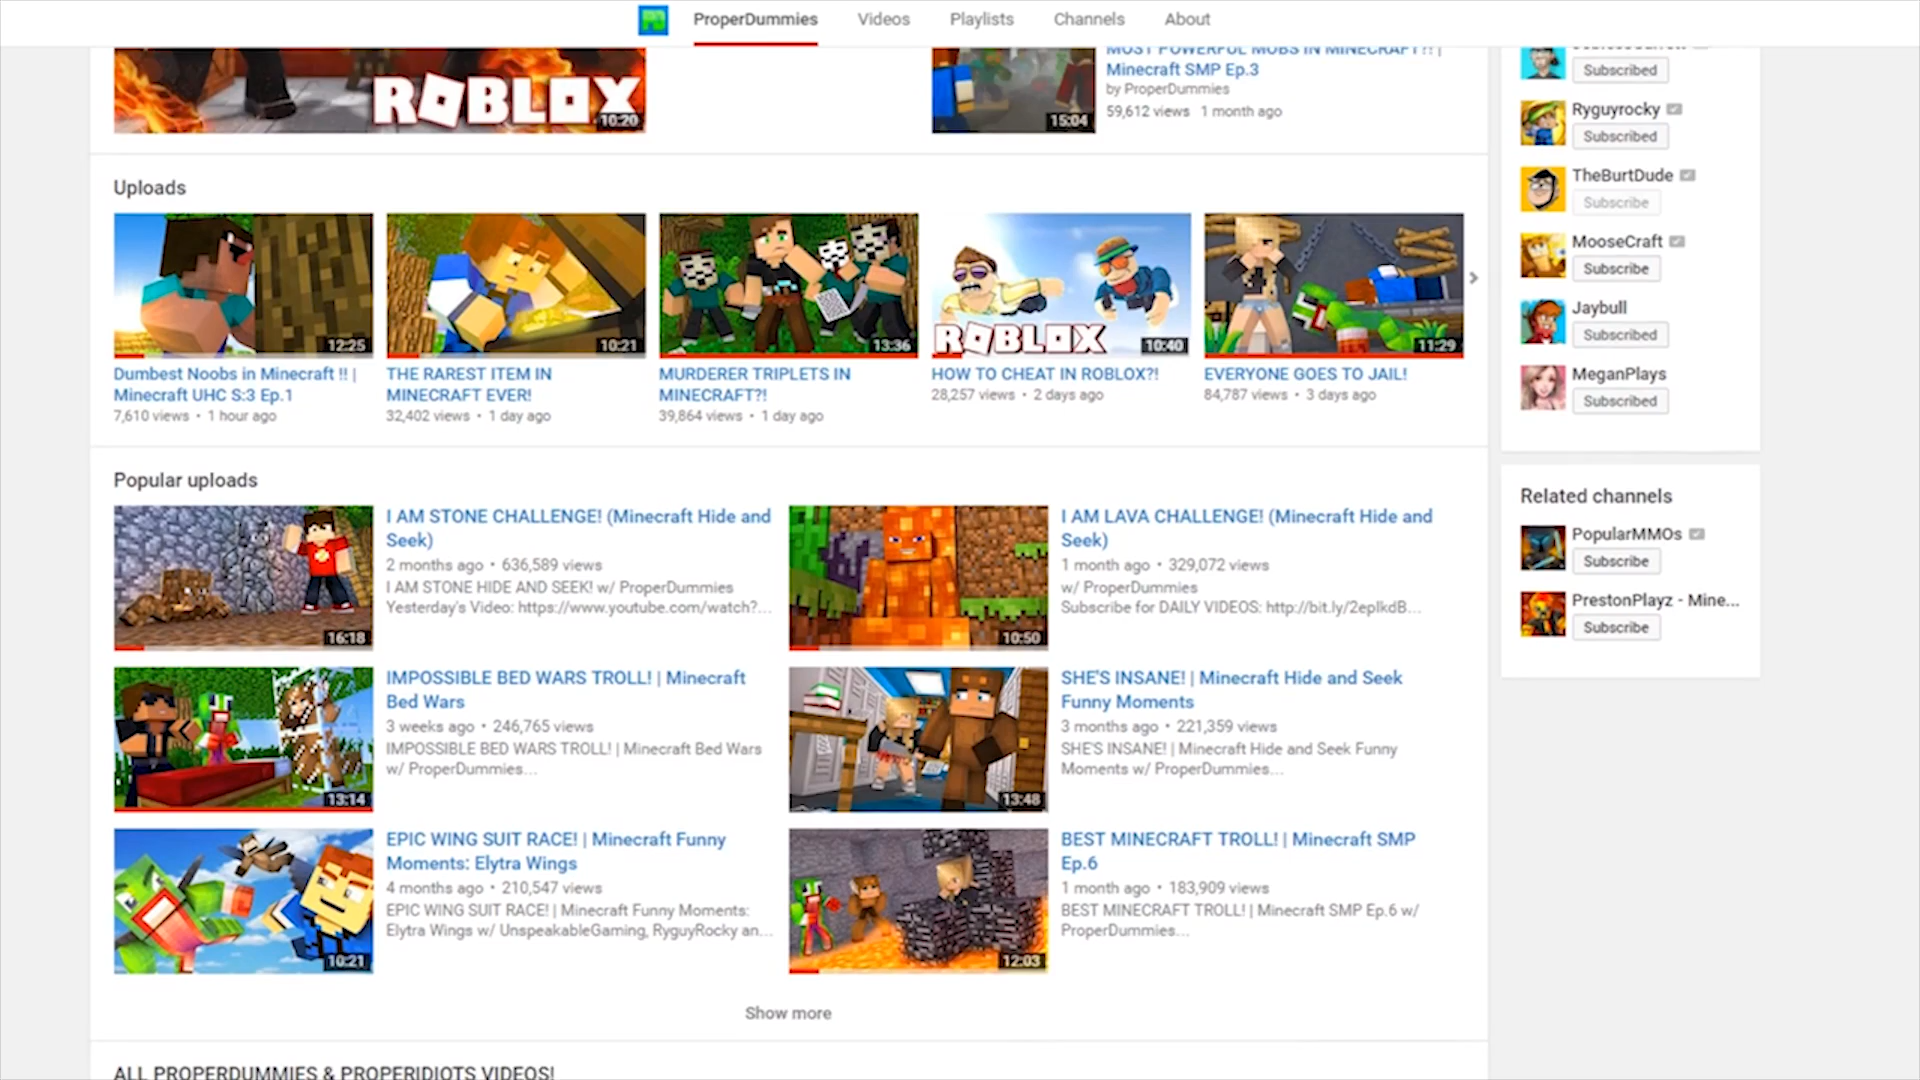 ProperDummies
Videos
Playlists
Channels
About
ROBLOX
10:20
MOST POWERFUL MOBS IN MINECRAFT?! |
Minecraft SMP Ep.3
by ProperDummies
59,612 views 1 month ago
15:04
Subscribed
Ryguyrocky
Subscribed
TheBurtDude
Subscribe
MooseCraft
Subscribe
Jaybull
Subscribed
MeganPlays
Subscribed
Uploads
12:25
Dumbest Noobs in Minecraft !! |
Minecraft UHC S:3 Ep.1
7,610 views • 1 hour ago
10:21
THE RAREST ITEM IN
MINECRAFT EVER!
32,402 views • 1 day ago
13:36
MURDERER TRIPLETS IN
MINECRAFT?!
39,864 views • 1 day ago
ROBLOX
10:40
HOW TO CHEAT IN ROBLOX?!
28,257 views • 2 days ago
11:29
EVERYONE GOES TO JAIL!
84,787 views • 3 days ago
Popular uploads
16:18
I AM STONE CHALLENGE! (Minecraft Hide and
Seek)
2 months ago • 636,589 views
I AM STONE HIDE AND SEEK! w/ ProperDummies
Yesterday's Video: https://www.youtube.com/watch?...
10:50
I AM LAVA CHALLENGE! (Minecraft Hide and
Seek)
1 month ago • 329,072 views
w/ ProperDummies
Subscribe for DAILY VIDEOS: http://bit.ly/2eplkdB...
13:14
IMPOSSIBLE BED WARS TROLL! | Minecraft
Bed Wars
3 weeks ago • 246,765 views
IMPOSSIBLE BED WARS TROLL! | Minecraft Bed Wars
w/ ProperDummies...
13:48
SHE'S INSANE! | Minecraft Hide and Seek
Funny Moments
3 months ago • 221,359 views
SHE'S INSANE! | Minecraft Hide and Seek Funny
Moments w/ ProperDummies...
10:21
EPIC WING SUIT RACE! | Minecraft Funny
Moments: Elytra Wings
4 months ago • 210,547 views
EPIC WING SUIT RACE! | Minecraft Funny Moments:
Elytra Wings w/ UnspeakableGaming, RyguyRocky an...
12:03
BEST MINECRAFT TROLL! | Minecraft SMP
Ep.6
1 month ago • 183,909 views
BEST MINECRAFT TROLL! | Minecraft SMP Ep.6 w/
ProperDummies...
Show more
ALL PROPERDUMMIES & PROPERIDIOTS VIDEOS!
Related channels
PopularMMOs
Subscribe
PrestonPlayz - Mine...
Subscribe